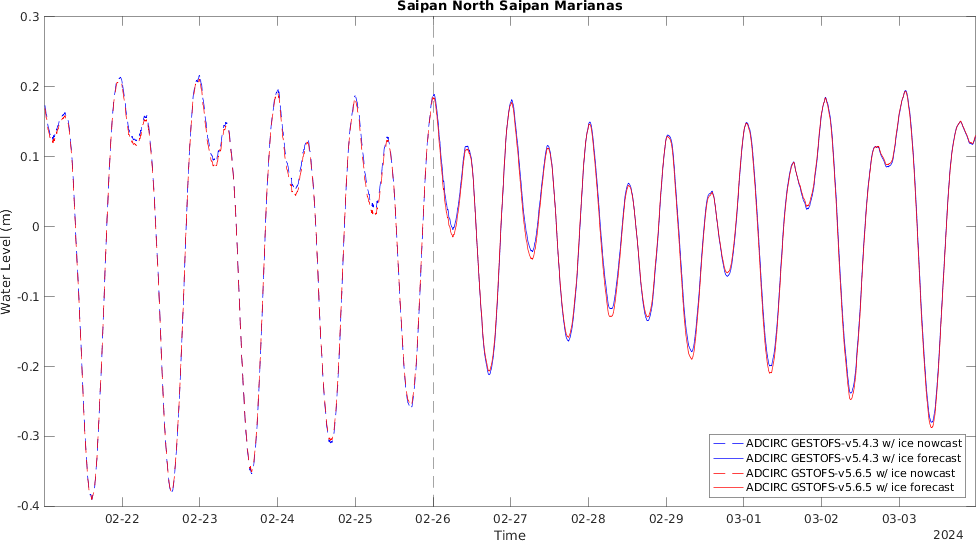 Saipan North Saipan Marianas
0.3
0.2
0.1
0
-0.1
-0.2
-0.3
-0.4
Water Level (m)
ADCIRC GESTOFS-v5.4.3 w/ ice nowcast
ADCIRC GESTOFS-v5.4.3 w/ ice forecast
ADCIRC GSTOFS-v5.6.5 w/ ice nowcast
ADCIRC GSTOFS-v5.6.5 w/ ice forecast
02-22 02-23 02-24 02-25 02-26 02-27 02-28 02-29 03-01 03-02 03-03
Time
2024